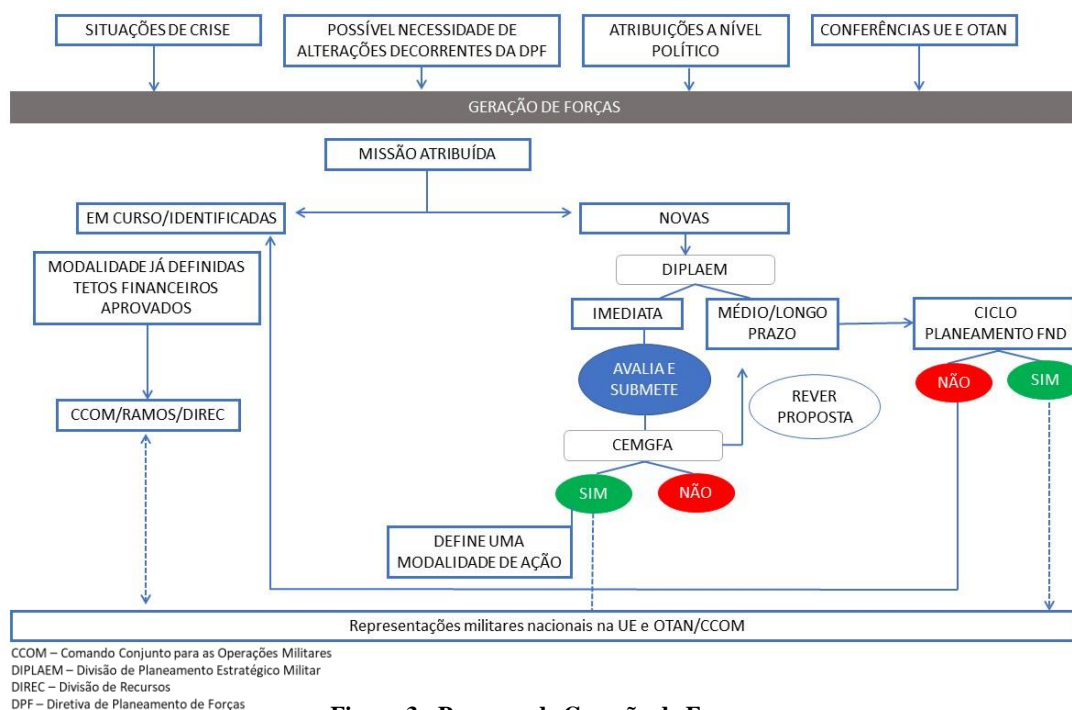 SITUAÇÕES DE CRISE
POSSÍVEL NECESSIDADE DE
ALTERAÇÕES DECORRENTES DA DPF
ATRIBUIÇÕES A NÍVEL
POLÍTICO
CONFERÊNCIAS UE E OTAN
GERAÇÃO DE FORÇAS
MISSÃO ATRIBUÍDA
EM CURSO/IDENTIFICADAS
NOVAS
MODALIDADE JÁ DEFINIDAS
TETOS FINANCEIROS
APROVADOS
DIPLAEM
IMEDIATA
MÉDIO/LONGO
PRAZO
CICLO
PLANEAMENTO FND
AVALIA E
SUBMETE
NÃO
SIM
REVER
PROPOSTA
CCOM/RAMOS/DIREC
CEMGFA
SIM
NÃO
DEFINE UMA
MODALIDADE DE AÇÃO
Representações militares nacionais na UE e OTAN/CCOM
CCOM – Comando Conjunto para as Operações Militares
DIPLAEM – Divisão de Planeamento Estratégico Militar
DIREC – Divisão de Recursos
DPF – Diretiva de Planeamento de Forças